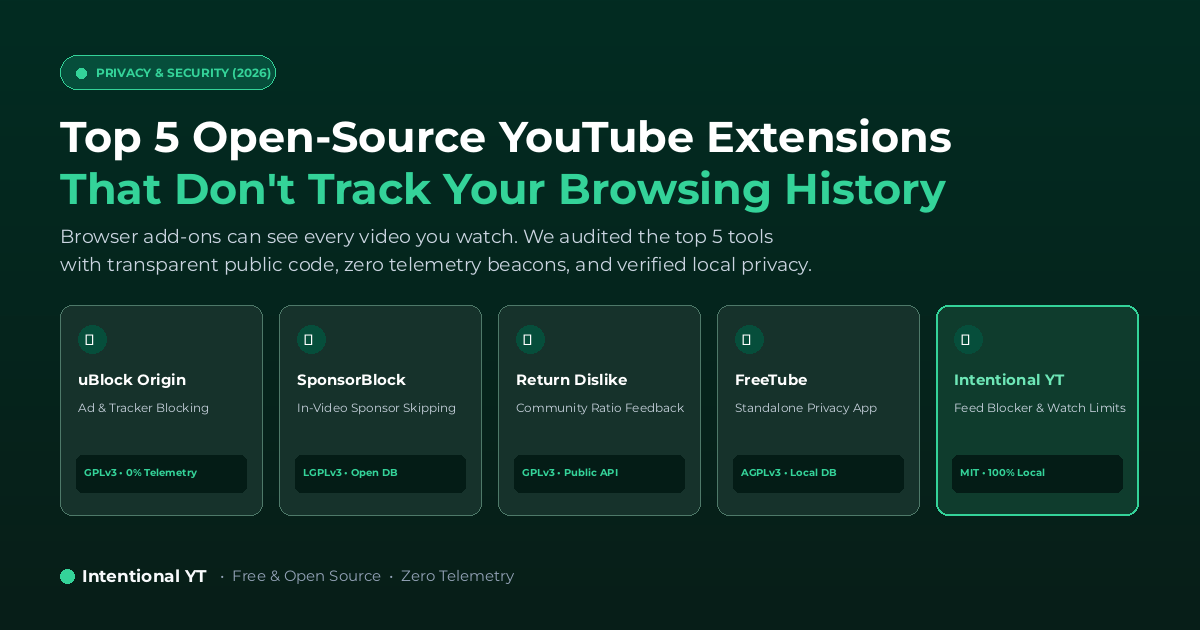 PRIVACY & SECURITY (2026)
Top 5 Open-Source YouTube Extensions
That Don't Track Your Browsing History
Browser add-ons can see every video you watch. We audited the top 5 tools
with transparent public code, zero telemetry beacons, and verified local privacy.
uBlock Origin
Ad & Tracker Blocking
GPLv3 • 0% Telemetry
SponsorBlock
In-Video Sponsor Skipping
LGPLv3 • Open DB
Return Dislike
Community Ratio Feedback
GPLv3 • Public API
FreeTube
Standalone Privacy App
AGPLv3 • Local DB
Intentional YT
Feed Blocker & Watch Limits
MIT • 100% Local
Intentional YT • Free & Open Source • Zero Telemetry